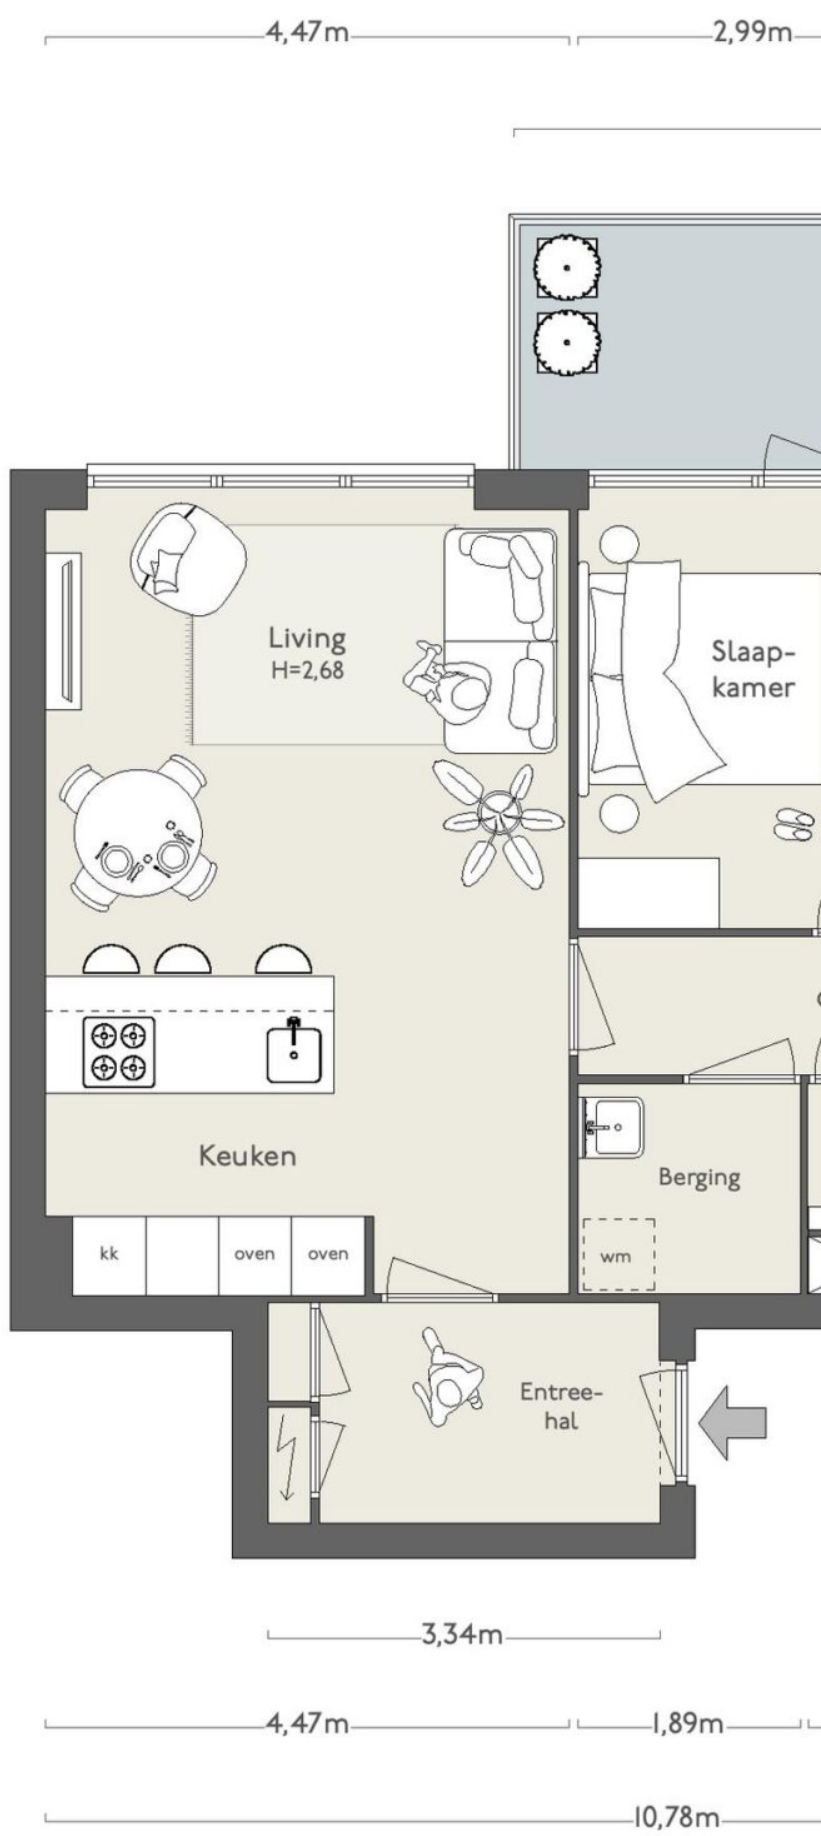 4,47m
2,99m
Living
H=2,68
Slaap-
kamer
Keuken
Berging
kk
oven
oven
wm
Entree-
hal
3,34m
4,47m
1,89m
10,78m